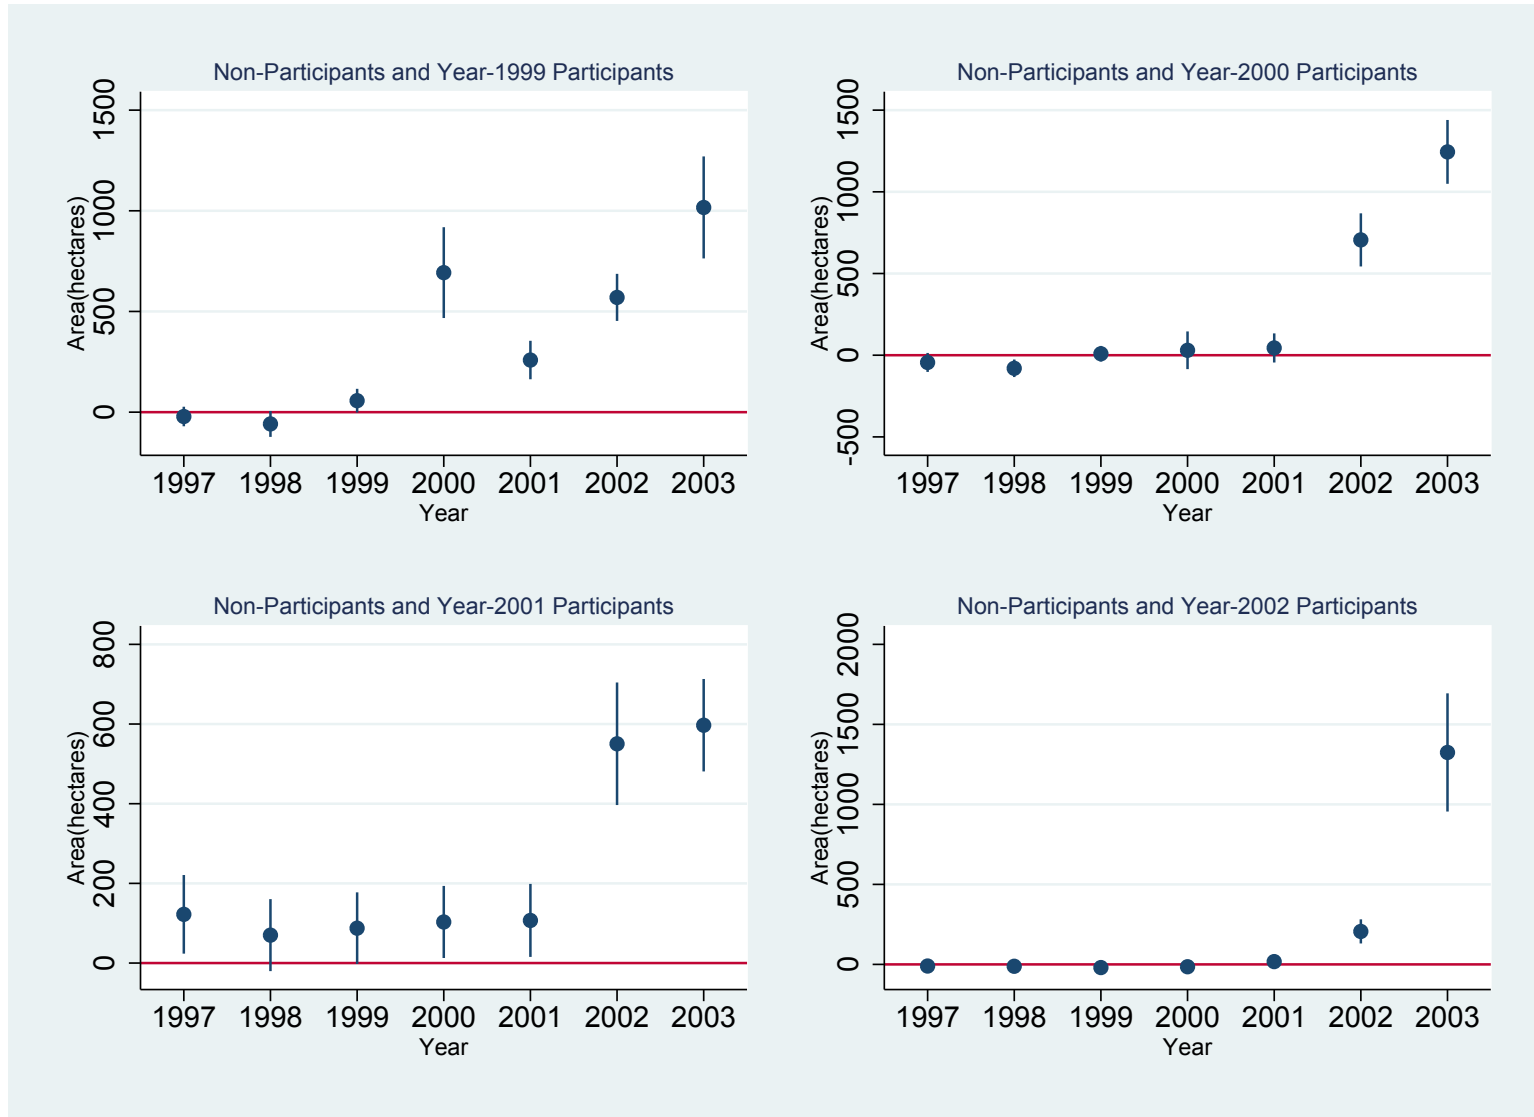 Non-Participants and Year-1999 Participants
Area(hectares)
1500
1000
500
0
1997 1998 1999 2000 2001 2002 2003
Year
Non-Participants and Year-2000 Participants
Area(hectares)
1500
1000
500
0
-500
1997 1998 1999 2000 2001 2002 2003
Year
Non-Participants and Year-2001 Participants
Area(hectares)
800
600
400
200
0
1997 1998 1999 2000 2001 2002 2003
Year
Non-Participants and Year-2002 Participants
Area(hectares)
2000
1500
1000
500
0
1997 1998 1999 2000 2001 2002 2003
Year